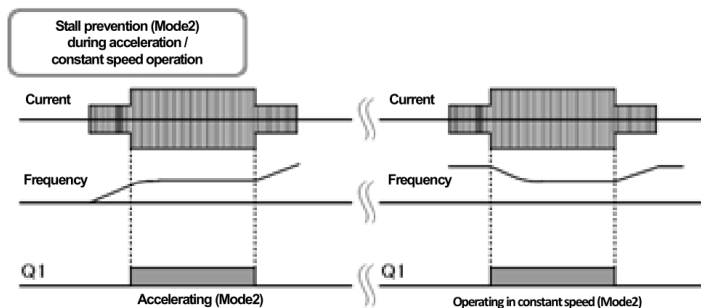 Stall prevention (Mode2)
during acceleration /
constant speed operation
Current
Current
Frequency
Frequency
Q1
Q1
Accelerating (Mode2)
Operating in constant speed (Mode2)